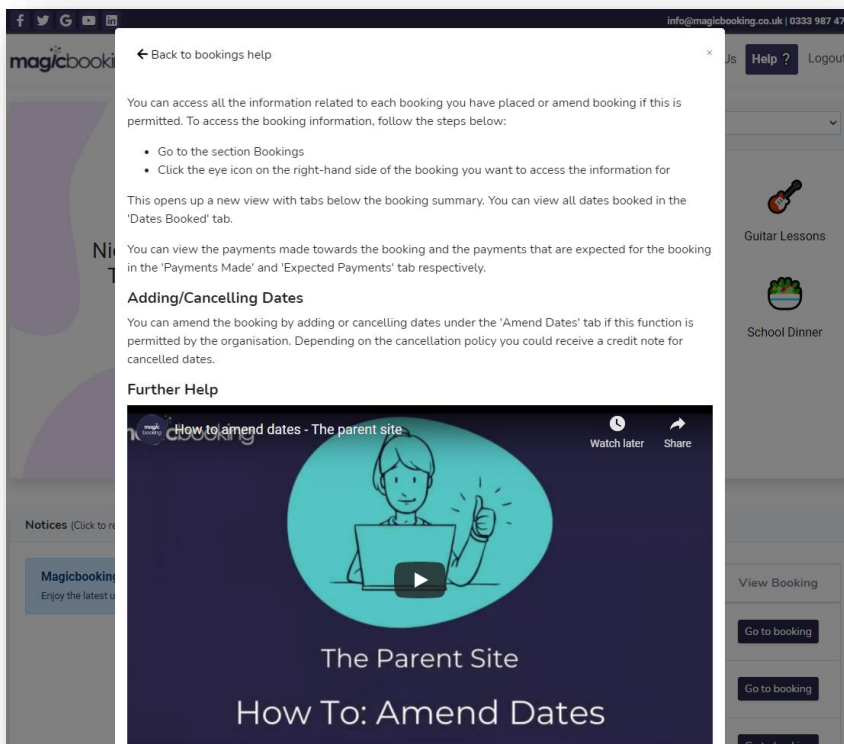 info@magicbooking.co.uk | 0333 987 47
magicbooki
← Back to bookings help
×
Us
Help ?
Logout
You can access all the information related to each booking you have placed or amend booking if this is
permitted. To access the booking information, follow the steps below:
• Go to the section Bookings
• Click the eye icon on the right-hand side of the booking you want to access the information for
This opens up a new view with tabs below the booking summary. You can view all dates booked in the
'Dates Booked' tab.
You can view the payments made towards the booking and the payments that are expected for the booking
in the 'Payments Made' and 'Expected Payments' tab respectively.
Adding/Cancelling Dates
You can amend the booking by adding or cancelling dates under the 'Amend Dates' tab if this function is
permitted by the organisation. Depending on the cancellation policy you could receive a credit note for
cancelled dates.
Further Help
How to amend dates - The parent site
Watch later
Share
The Parent Site
How To: Amend Dates
Ni
T
Guitar Lessons
School Dinner
Notices (Click to re
Magicbooking
Enjoy the latest u
View Booking
Go to booking
Go to booking